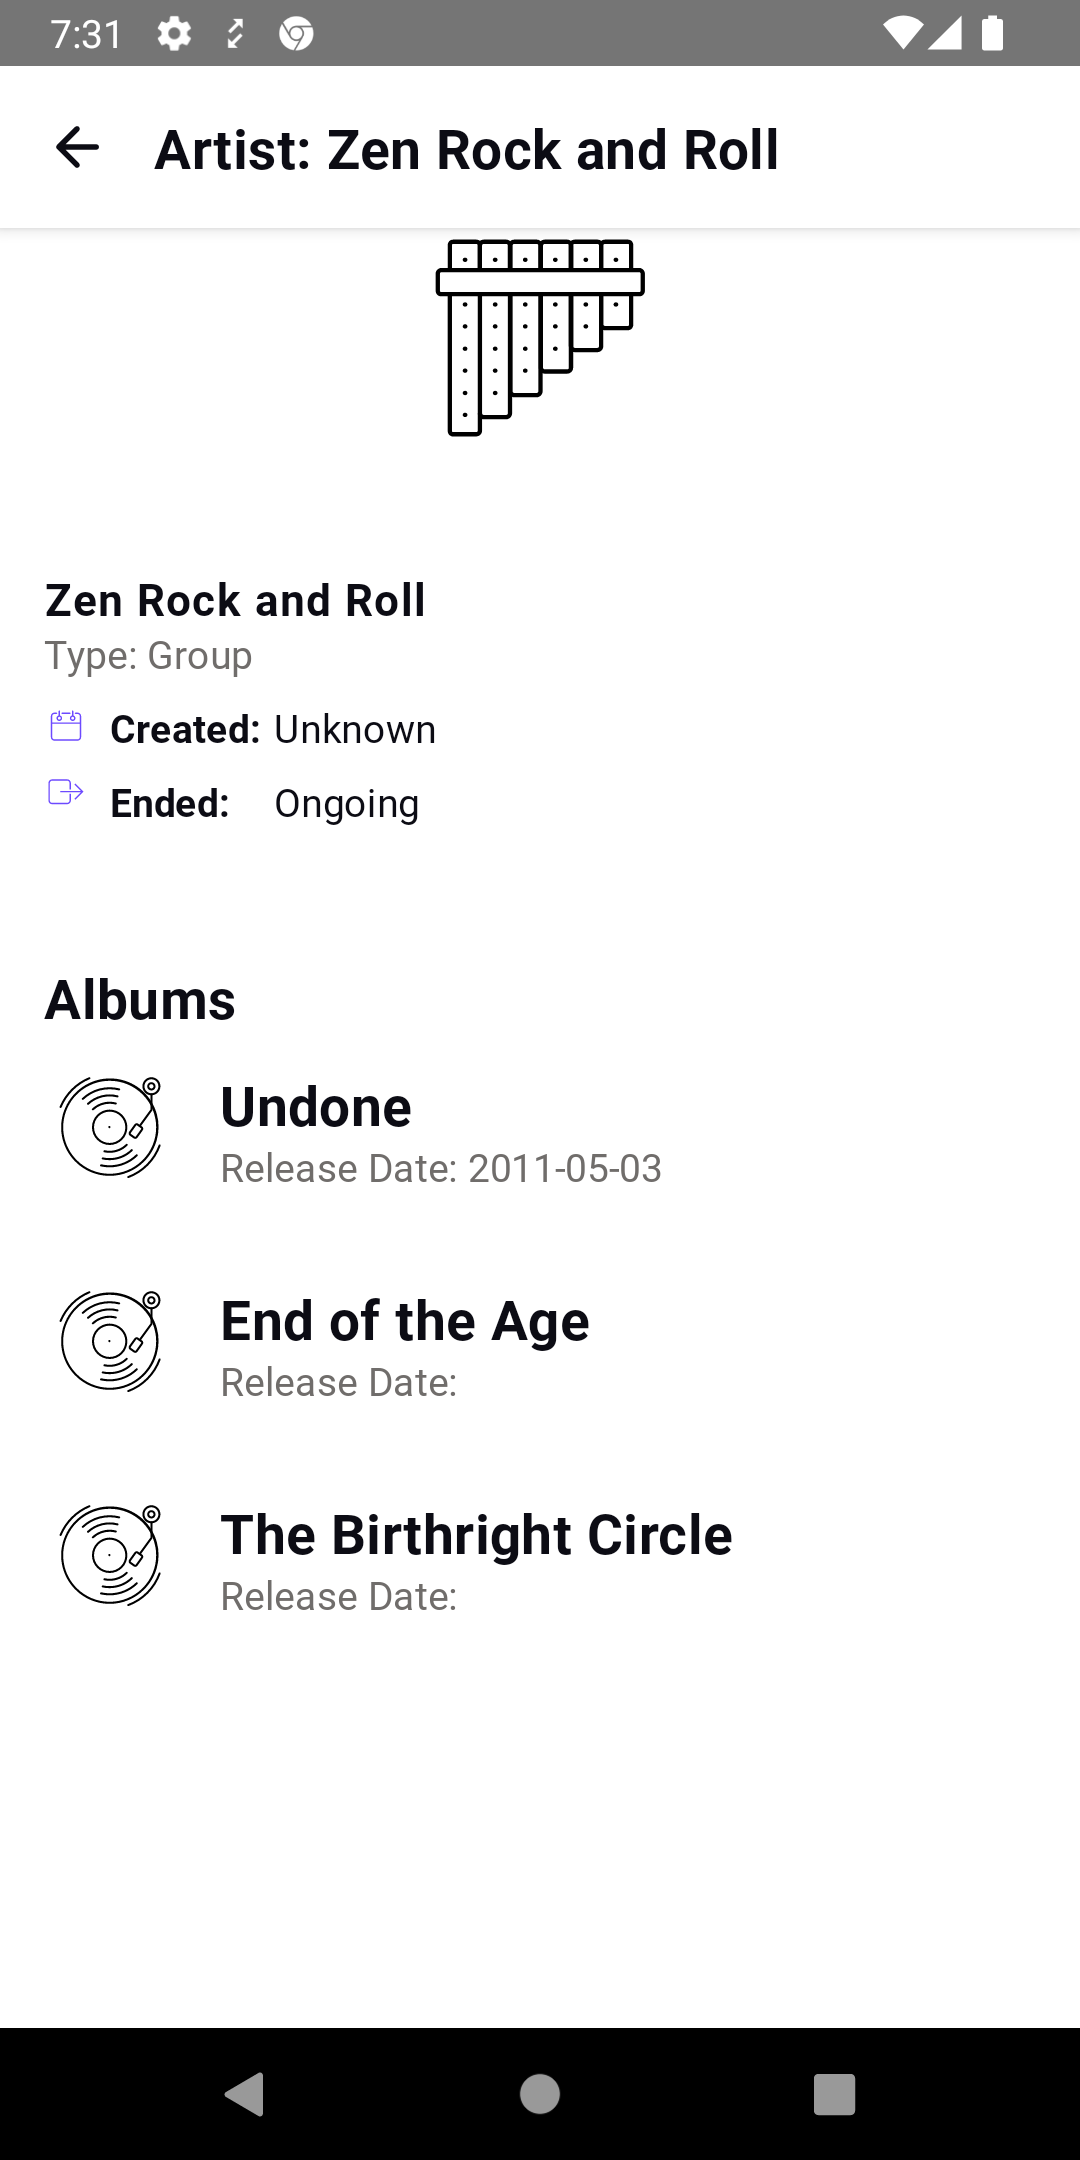 7:31
Artist: Zen Rock and Roll
Zen Rock and Roll
Type: Group
Created: Unknown
Ended: Ongoing
Albums
Undone
Release Date: 2011-05-03
End of the Age
Release Date:
The Birthright Circle
Release Date: